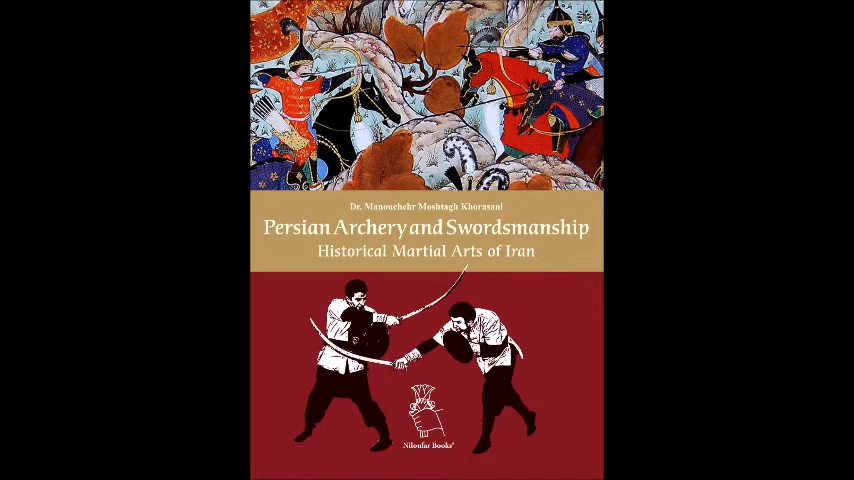 Dr. Manouchehr Moshtagh Khorasani
Persian Archery and Swordsmanship
Historical Martial Arts of Iran
Niloufar Books®